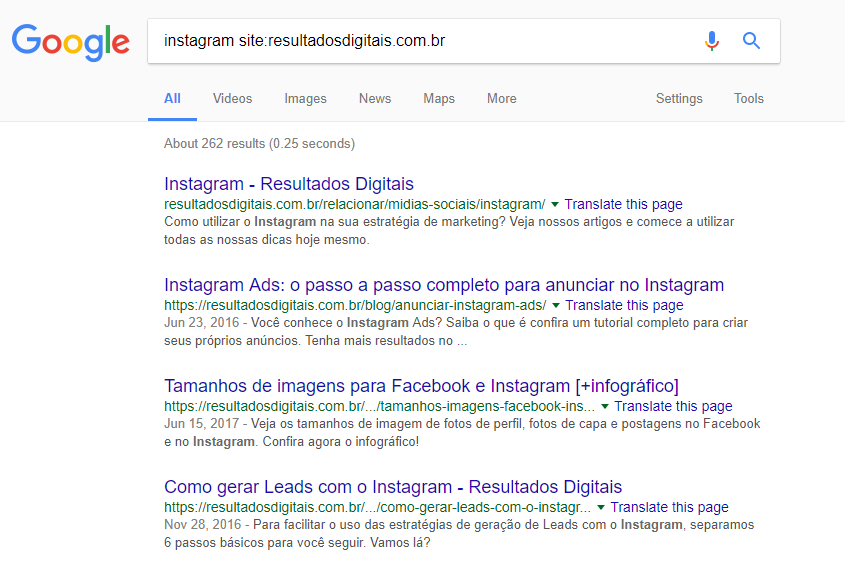 Google
instagram site:resultadosdigitais.com.br
All Videos Images News Maps More Settings Tools
About 262 results (0.25 seconds)
Instagram - Resultados Digitais
resultadosdigitais.com.br/relacionar/midias-sociais/instagram/ ▼ Translate this page
Como utilizar o Instagram na sua estratégia de marketing? Veja nossos artigos e comece a utilizar
todas as nossas dicas hoje mesmo.
Instagram Ads: o passo a passo completo para anunciar no Instagram
https://resultadosdigitais.com.br/blog/anunciar-instagram-ads/ ▼ Translate this page
Jun 23, 2016 - Você conhece o Instagram Ads? Saiba o que é confira um tutorial completo para criar
seus próprios anúncios. Tenha mais resultados no ...
Tamanhos de imagens para Facebook e Instagram [+infográfico]
https://resultadosdigitais.com.br/.../tamanhos-imagens-facebook-ins... ▼ Translate this page
Jun 15, 2017 - Veja os tamanhos de imagem de fotos de perfil, fotos de capa e postagens no Facebook
e no Instagram. Confira agora o infográfico!
Como gerar Leads com o Instagram - Resultados Digitais
https://resultadosdigitais.com.br/.../como-gerar-leads-com-o-instagr... ▼ Translate this page
Nov 28, 2016 - Para facilitar o uso das estratégias de geração de Leads com o Instagram, separamos
6 passos básicos para você seguir. Vamos lá?